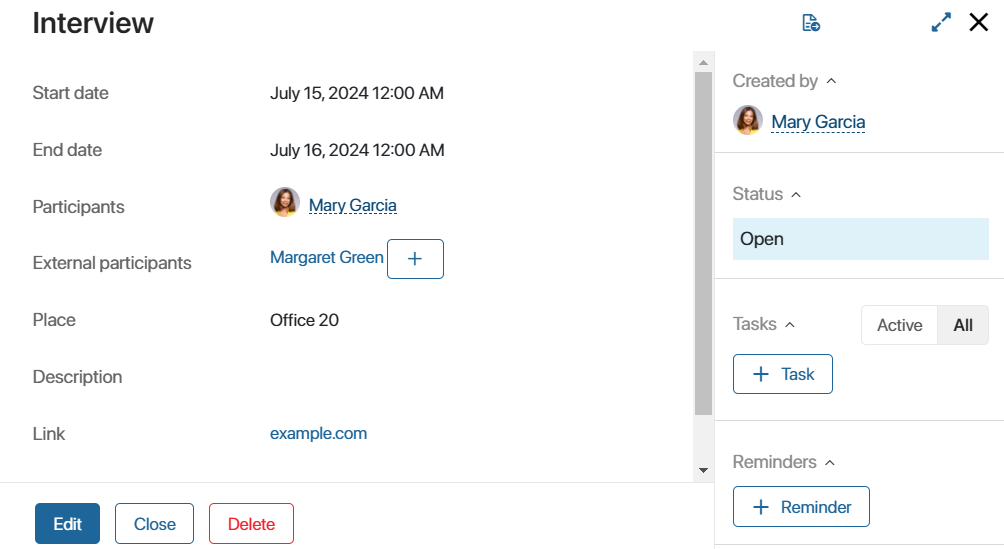 Interview
Start date July 15, 2024 12:00 AM
End date July 16, 2024 12:00 AM
Participants Mary Garcia
External participants Margaret Green +
Place Office 20
Description
Link example.com
Edit Close Delete
Created by
Mary Garcia
Status
Open
Tasks Active All
+ Task
Reminders
+ Reminder